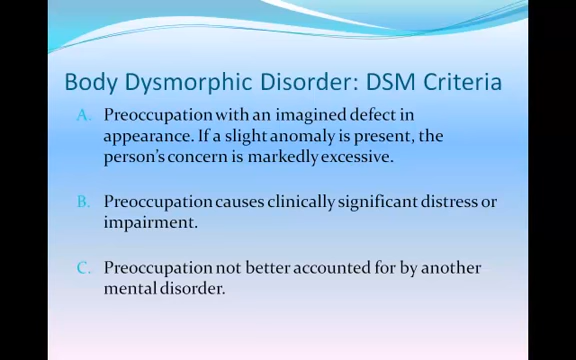 Body Dysmorphic Disorder: DSM Criteria
A. Preoccupation with an imagined defect in
appearance. If a slight anomaly is present, the
person's concern is markedly excessive.
B. Preoccupation causes clinically significant distress or
impairment.
C. Preoccupation not better accounted for by another
mental disorder.